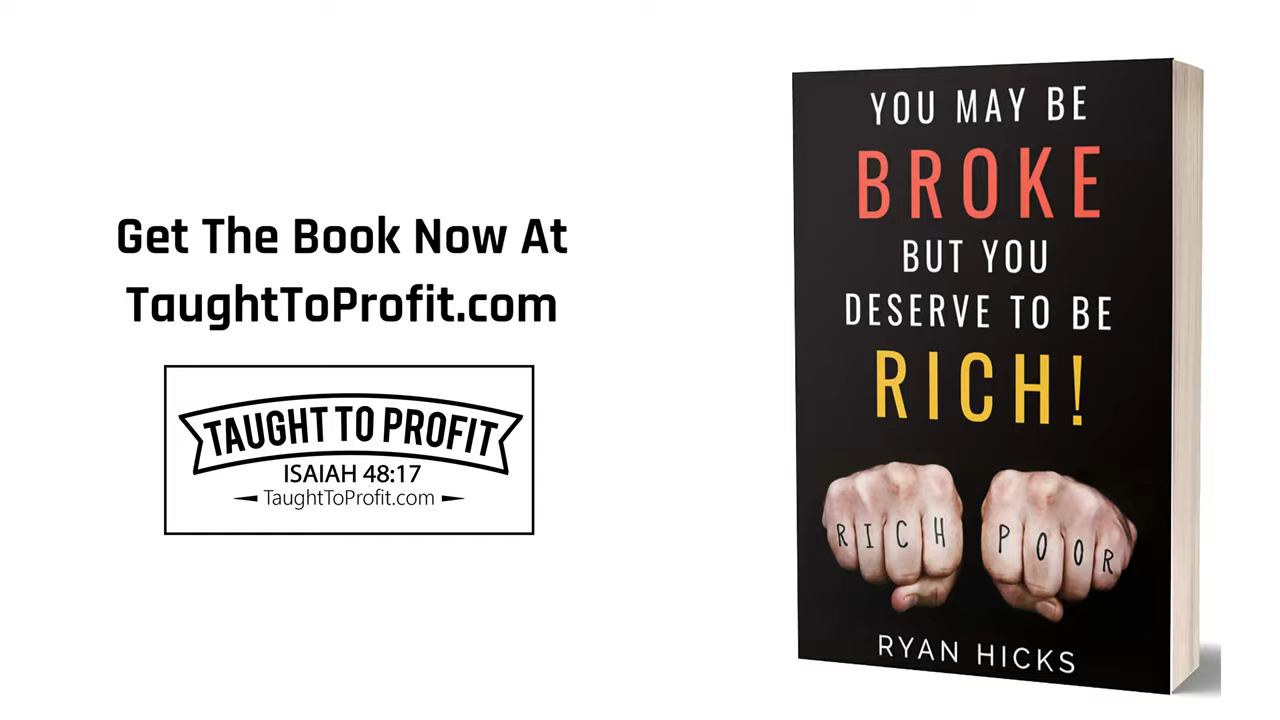 Get The Book Now At
TaughtToProfit.com
TAUGHT TO PROFIT
ISAIAH 48:17
TaughtToProfit.com
YOU MAY BE
BROKE
BUT YOU
DESERVE TO BE
RICH!
RICH POOR
RYAN HICKS